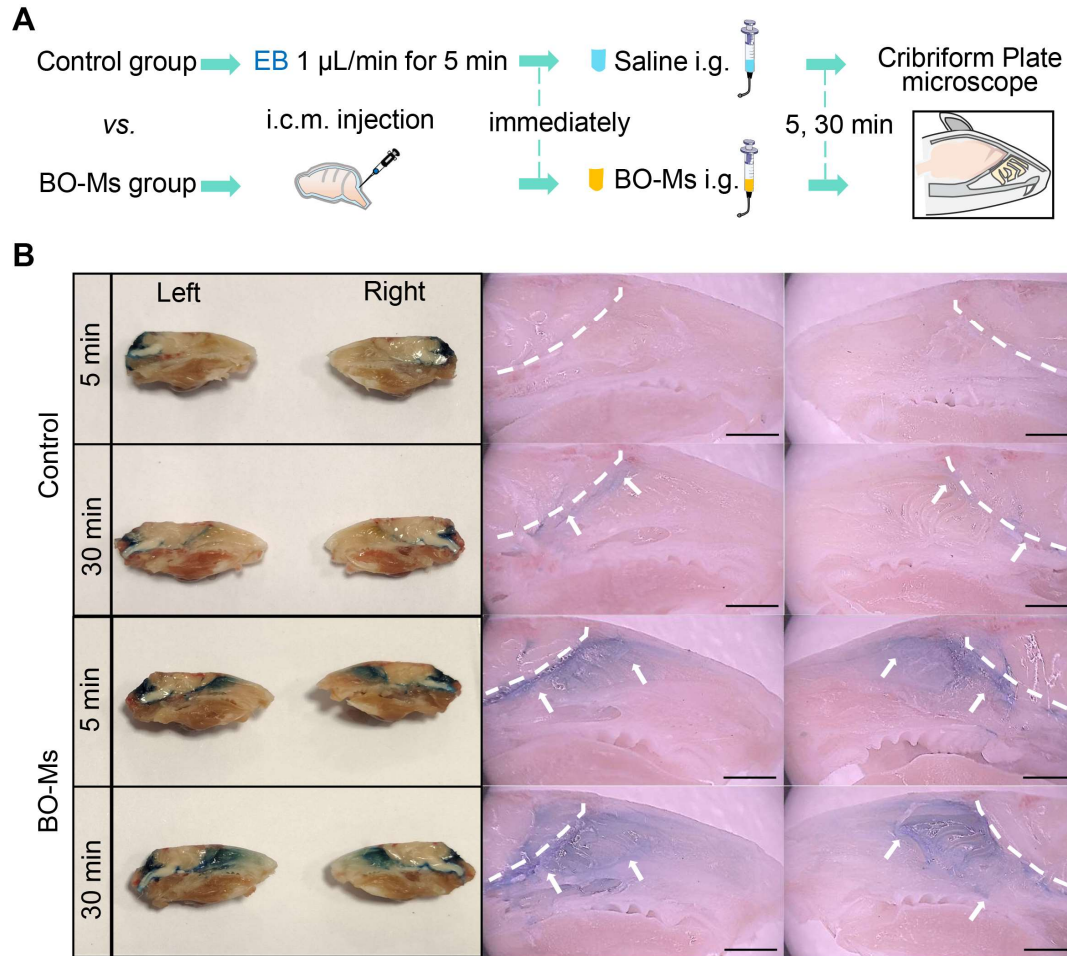 A
Control group
EB 1 µL/min for 5 min
Saline i.g.
Cribriform Plate
microscope
vs.
i.c.m. injection
immediately
5, 30 min
BO-Ms group
BO-Ms i.g.
B
Left
Right
Control
5 min
30 min
BO-Ms
5 min
30 min